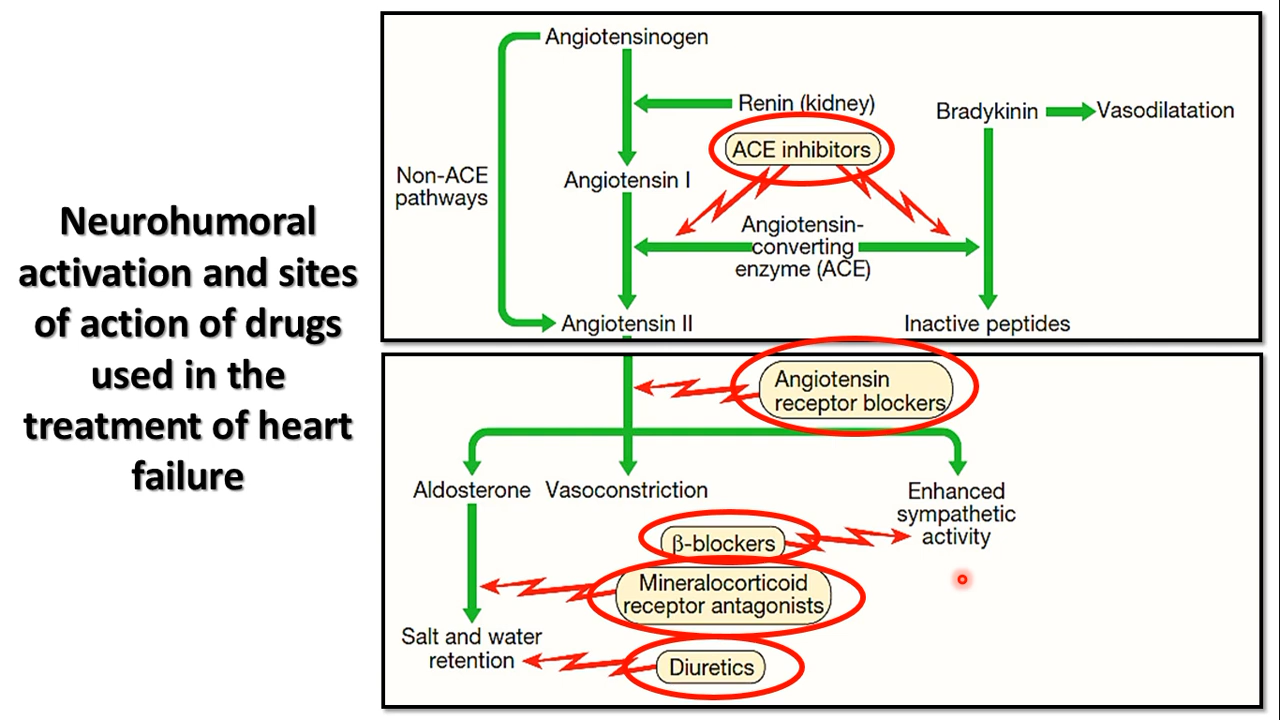 Neurohumoral
activation and sites
of action of drugs
used in the
treatment of heart
failure
Angiotensinogen
Renin (kidney)
Bradykinin
Vasodilatation
ACE inhibitors
Non-ACE
pathways
Angiotensin I
Angiotensin-
converting
enzyme (ACE)
Angiotensin II
Inactive peptides
Angiotensin
receptor blockers
Aldosterone
Vasoconstriction
Enhanced
sympathetic
activity
β-blockers
Mineralocorticoid
receptor antagonists
Salt and water
retention
Diuretics